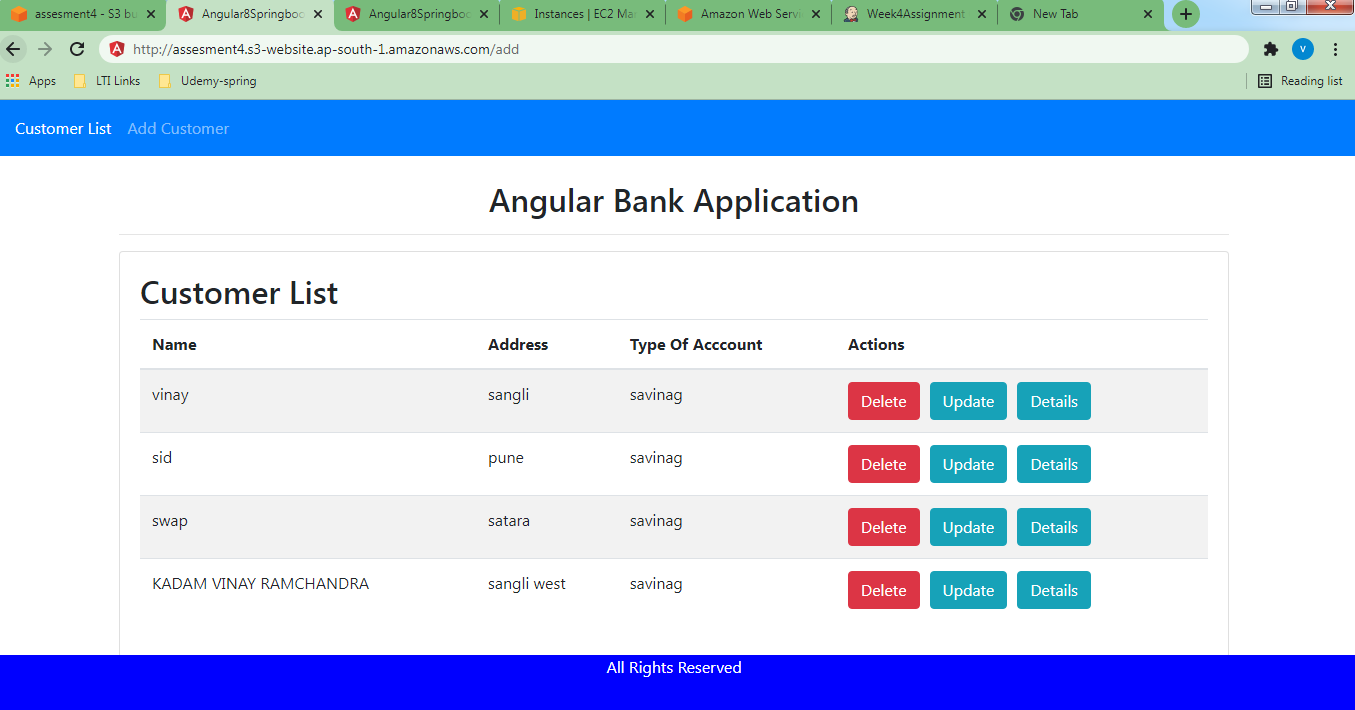 assesment4 - S3 bu Angular8Springboo Angular8Springboo Instances | EC2 Ma Amazon Web Servi Week4Assignment New Tab
http://assesment4.s3-website.ap-south-1.amazonaws.com/add V
Apps LTI Links Udemy-spring Reading list
Customer List Add Customer
Angular Bank Application
Customer List
Name Address Type Of Acccount Actions
vinay sangli savinag Delete Update Details
sid pune savinag Delete Update Details
swap satara savinag Delete Update Details
KADAM VINAY RAMCHANDRA sangli west savinag Delete Update Details
All Rights Reserved